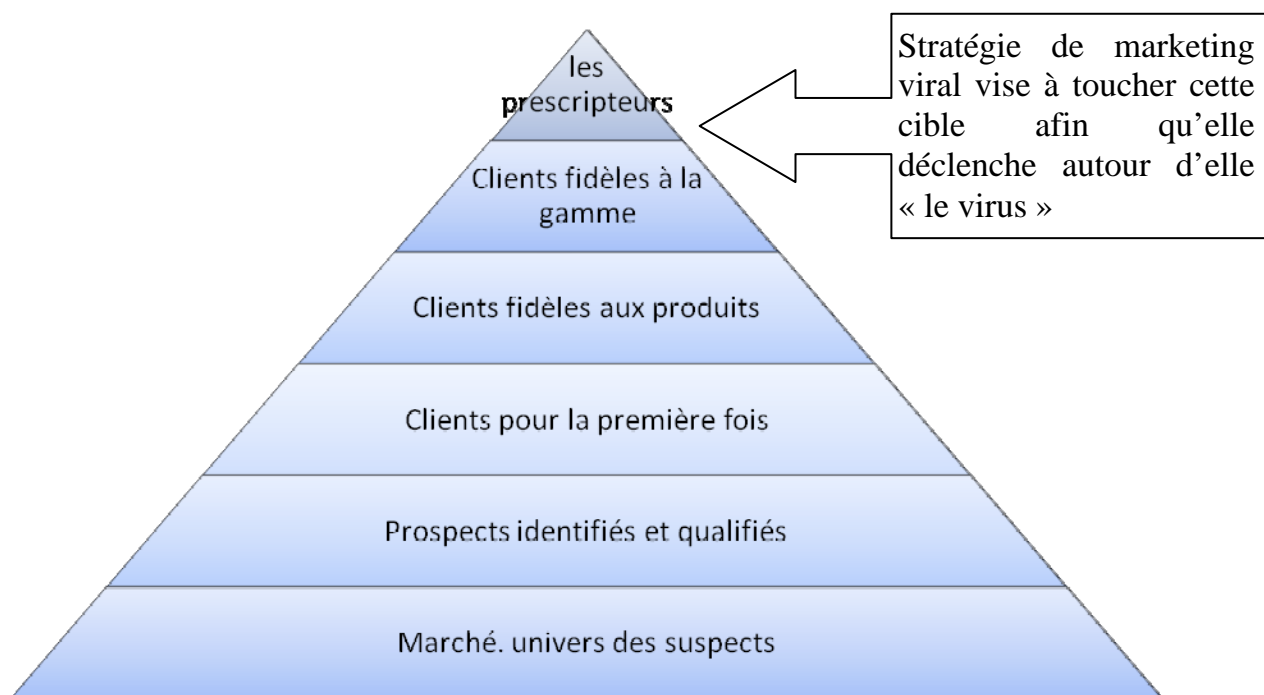 les
prescripteurs
Stratégie de marketing
viral vise à toucher cette
cible afin qu’elle
déclenche autour d’elle
« le virus »
Clients fidèles à la
gamme
Clients fidèles aux produits
Clients pour la première fois
Prospects identifiés et qualifiés
Marché. univers des suspects